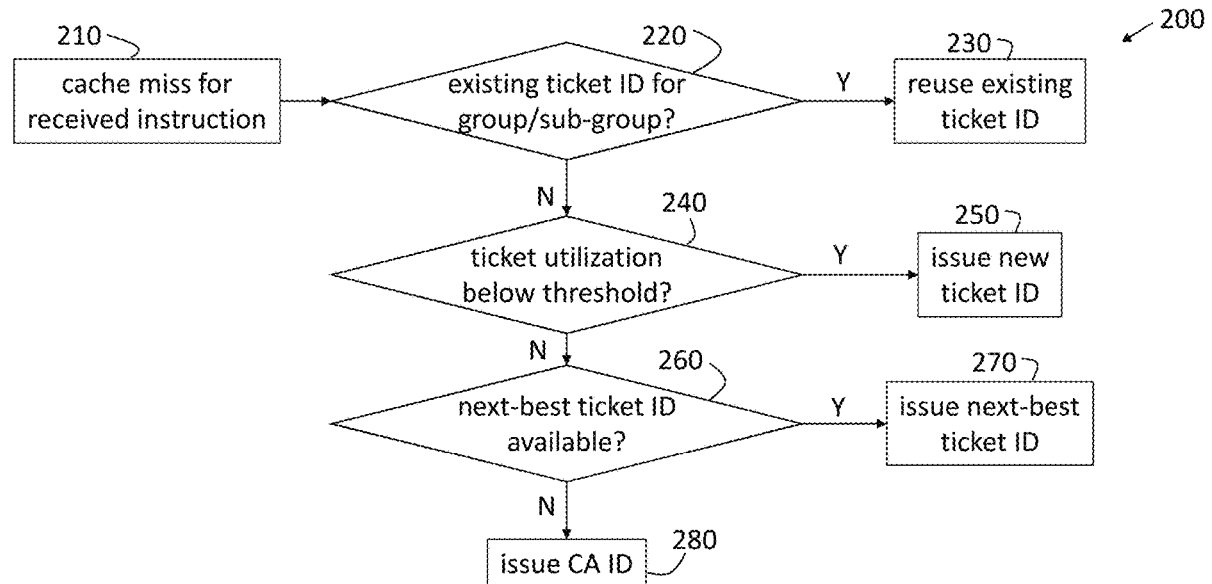 200
210
cache miss for
received instruction
220
existing ticket ID for
group/sub-group?
Y
230
reuse existing
ticket ID
N
240
ticket utilization
below threshold?
Y
250
issue new
ticket ID
N
260
next-best ticket ID
available?
Y
270
issue next-best
ticket ID
N
issue CA ID
280